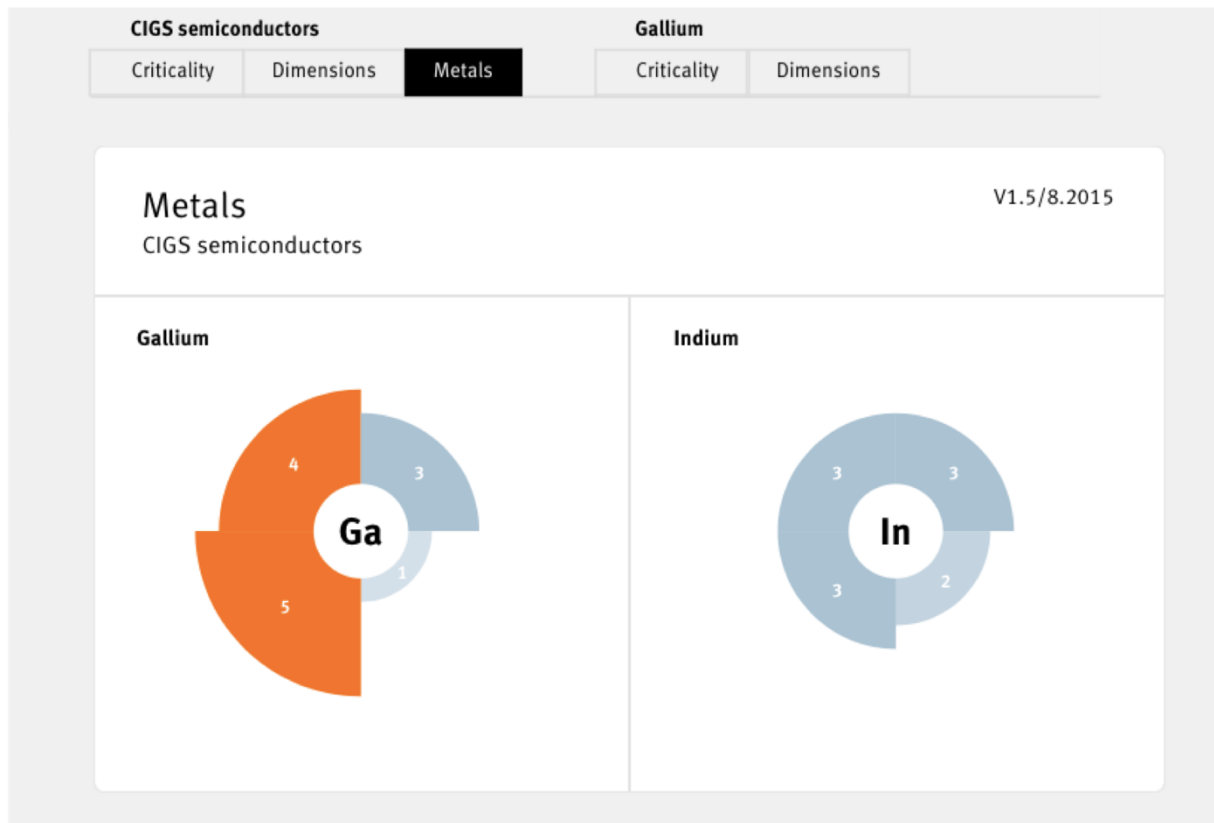 CIGS semiconductors
Gallium
Criticality
Dimensions
Metals
Criticality
Dimensions
Metals
V1.5/8.2015
CIGS semiconductors
Gallium
Indium
4
3
Ga
1
5
3
3
In
3
2